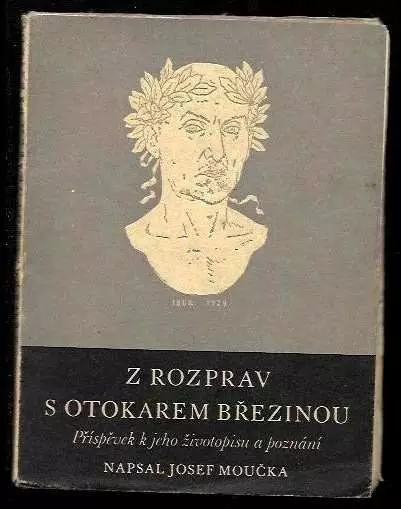 1868 1929
Z ROZPRAV
S OTOKAREM BŘEZINOU
Příspěvek k jeho životopisu a poznání
NAPSAL JOSEF MOUČKA